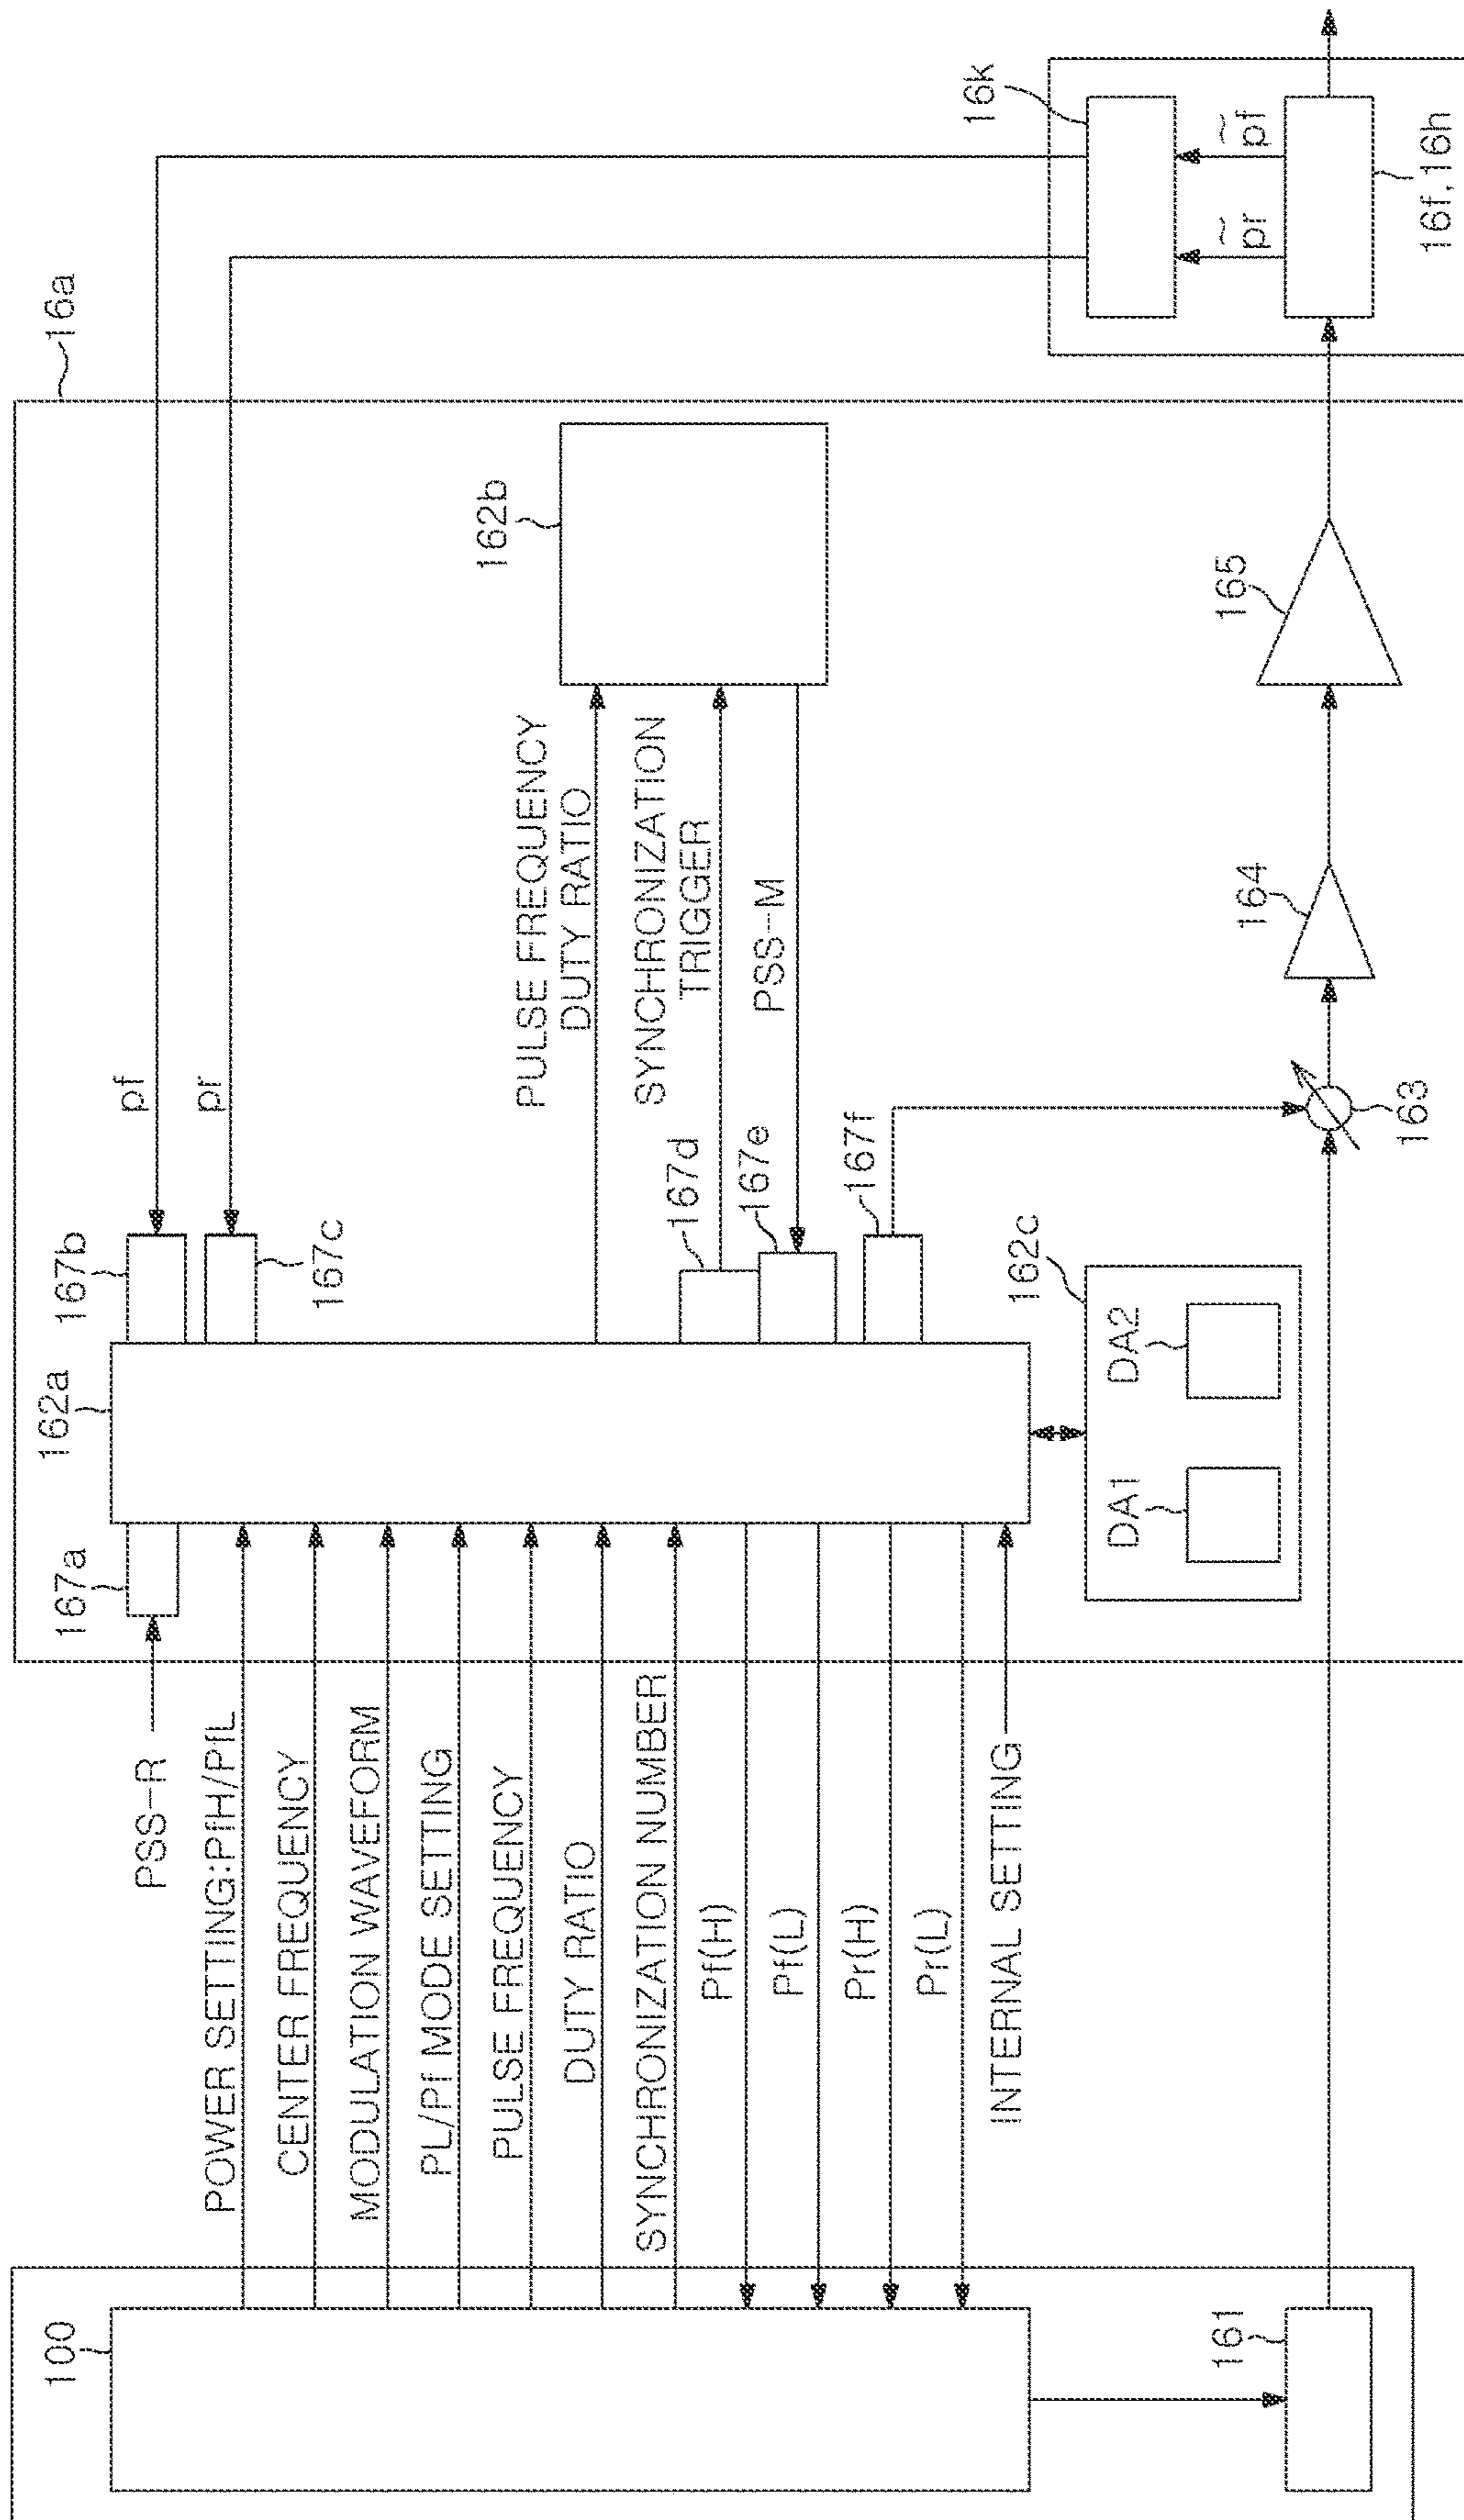 16a
100
PSS-R
POWER SETTING:PfH/PfL
CENTER FREQUENCY
MODULATION WAVEFORM
PL/Pf MODE SETTING
PULSE FREQUENCY
DUTY RATIO
SYNCHRONIZATION NUMBER
Pf(H)
Pf(L)
Pr(H)
Pr(L)
INTERNAL SETTING
161
167a
162a
167b
167c
pf
pr
PULSE FREQUENCY
DUTY RATIO
SYNCHRONIZATION
TRIGGER
PSS-M
162b
167d
167e
167f
162c
DA1
DA2
163
164
165
16k
p̃r
p̃f
16f,16h